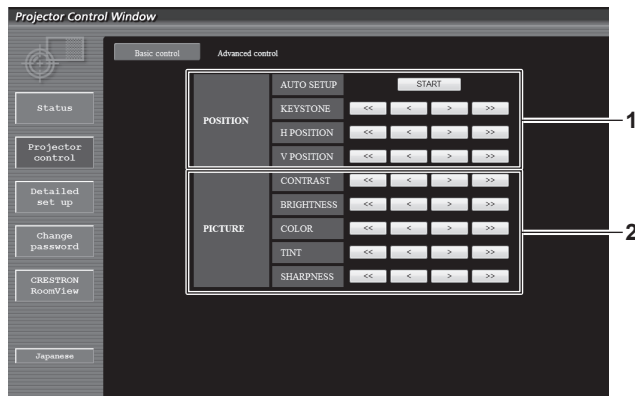 Projector Control Window
Basic control Advanced control
Status
Projector control
Detailed set up
Change password
CRESTRON RoomView
Japanese
POSITION
AUTO SETUP START
KEYSTONE << < > >>
H POSITION << < > >>
V POSITION << < > >>
1
PICTURE
CONTRAST << < > >>
BRIGHTNESS << < > >>
COLOR << < > >>
TINT << < > >>
SHARPNESS << < > >>
2